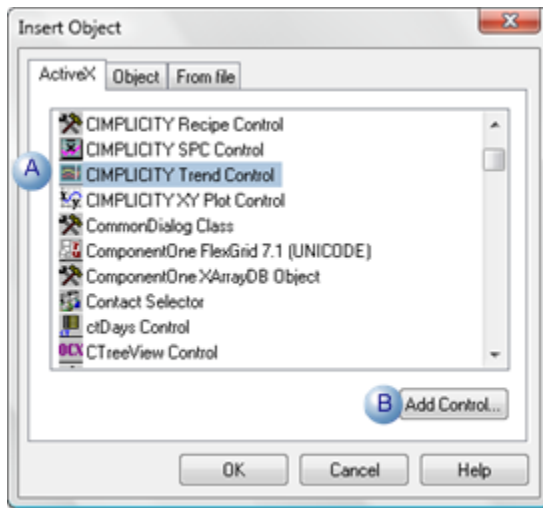 Insert Object
ActiveX Object From file
CIMPLICITY Recipe Control
CIMPLICITY SPC Control
A CIMPLICITY Trend Control
CIMPLICITY XY Plot Control
CommonDialog Class
ComponentOne FlexGrid 7.1 (UNICODE)
ComponentOne XArrayDB Object
Contact Selector
ctDays Control
OCX CTreeView Control
B Add Control...
OK Cancel Help